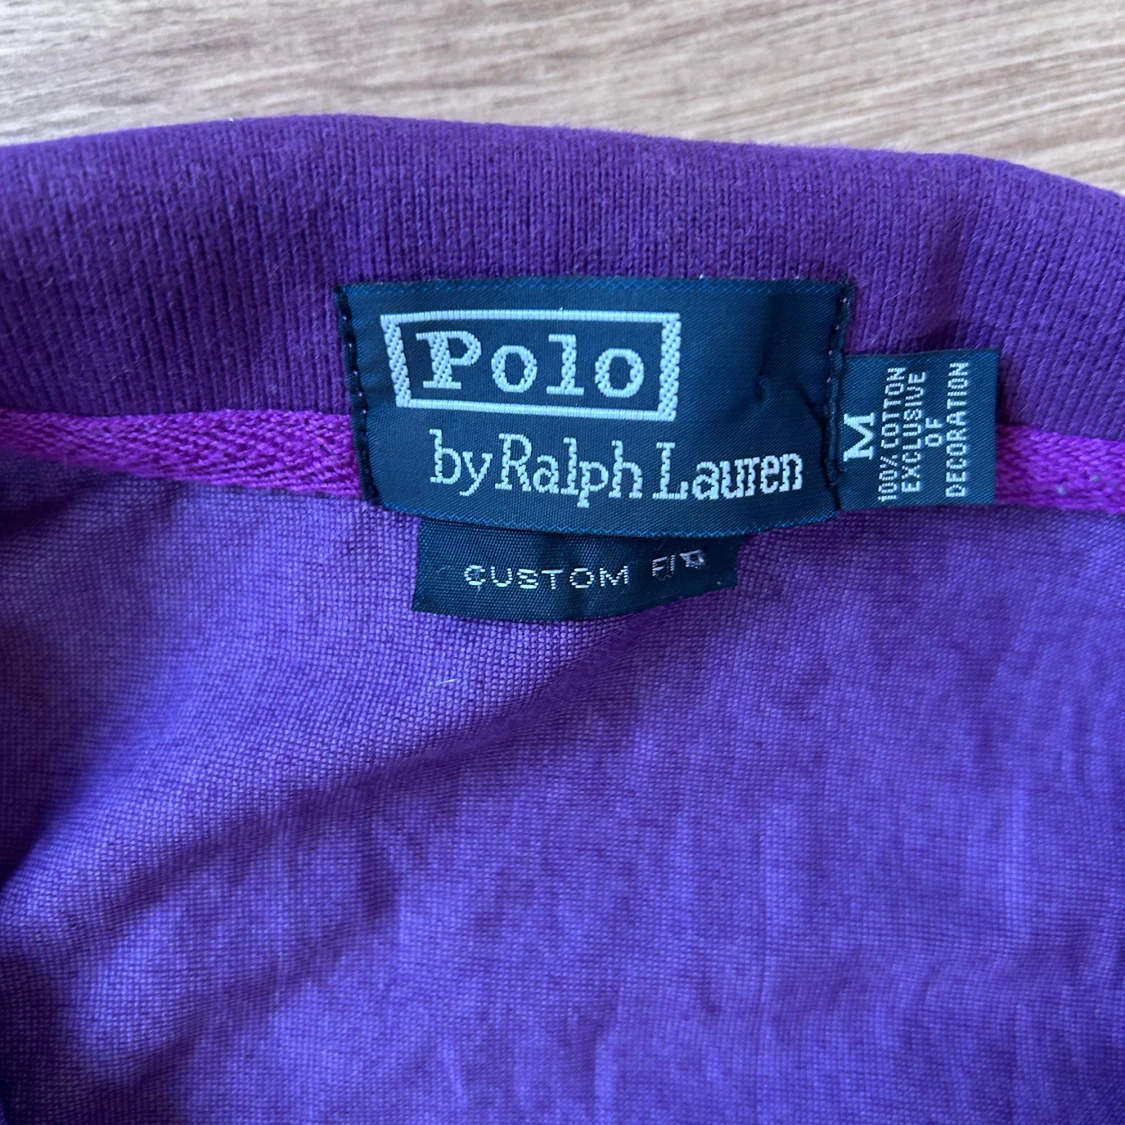 Polo
by Ralph Lauren
CUSTOM FIT
M
100% COTTON
EXCLUSIVE
OF
DECORATION